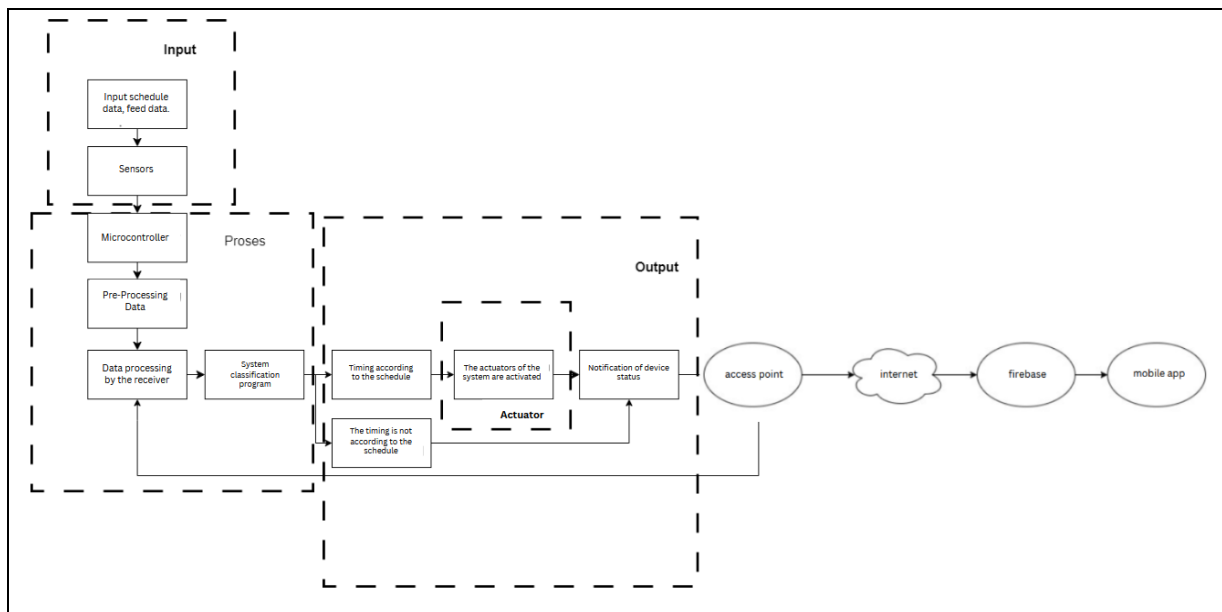 Input
Input schedule
data, feed data.
Sensors
Microcontroller
Proses
Pre-Processing
Data
Data processing
by the receiver
System
classification
program
Output
Timing according
to the schedule
The actuators of the
system are activated
Actuator
Notification of device
status
The timing is not
according to the
schedule
access point
internet
firebase
mobile app